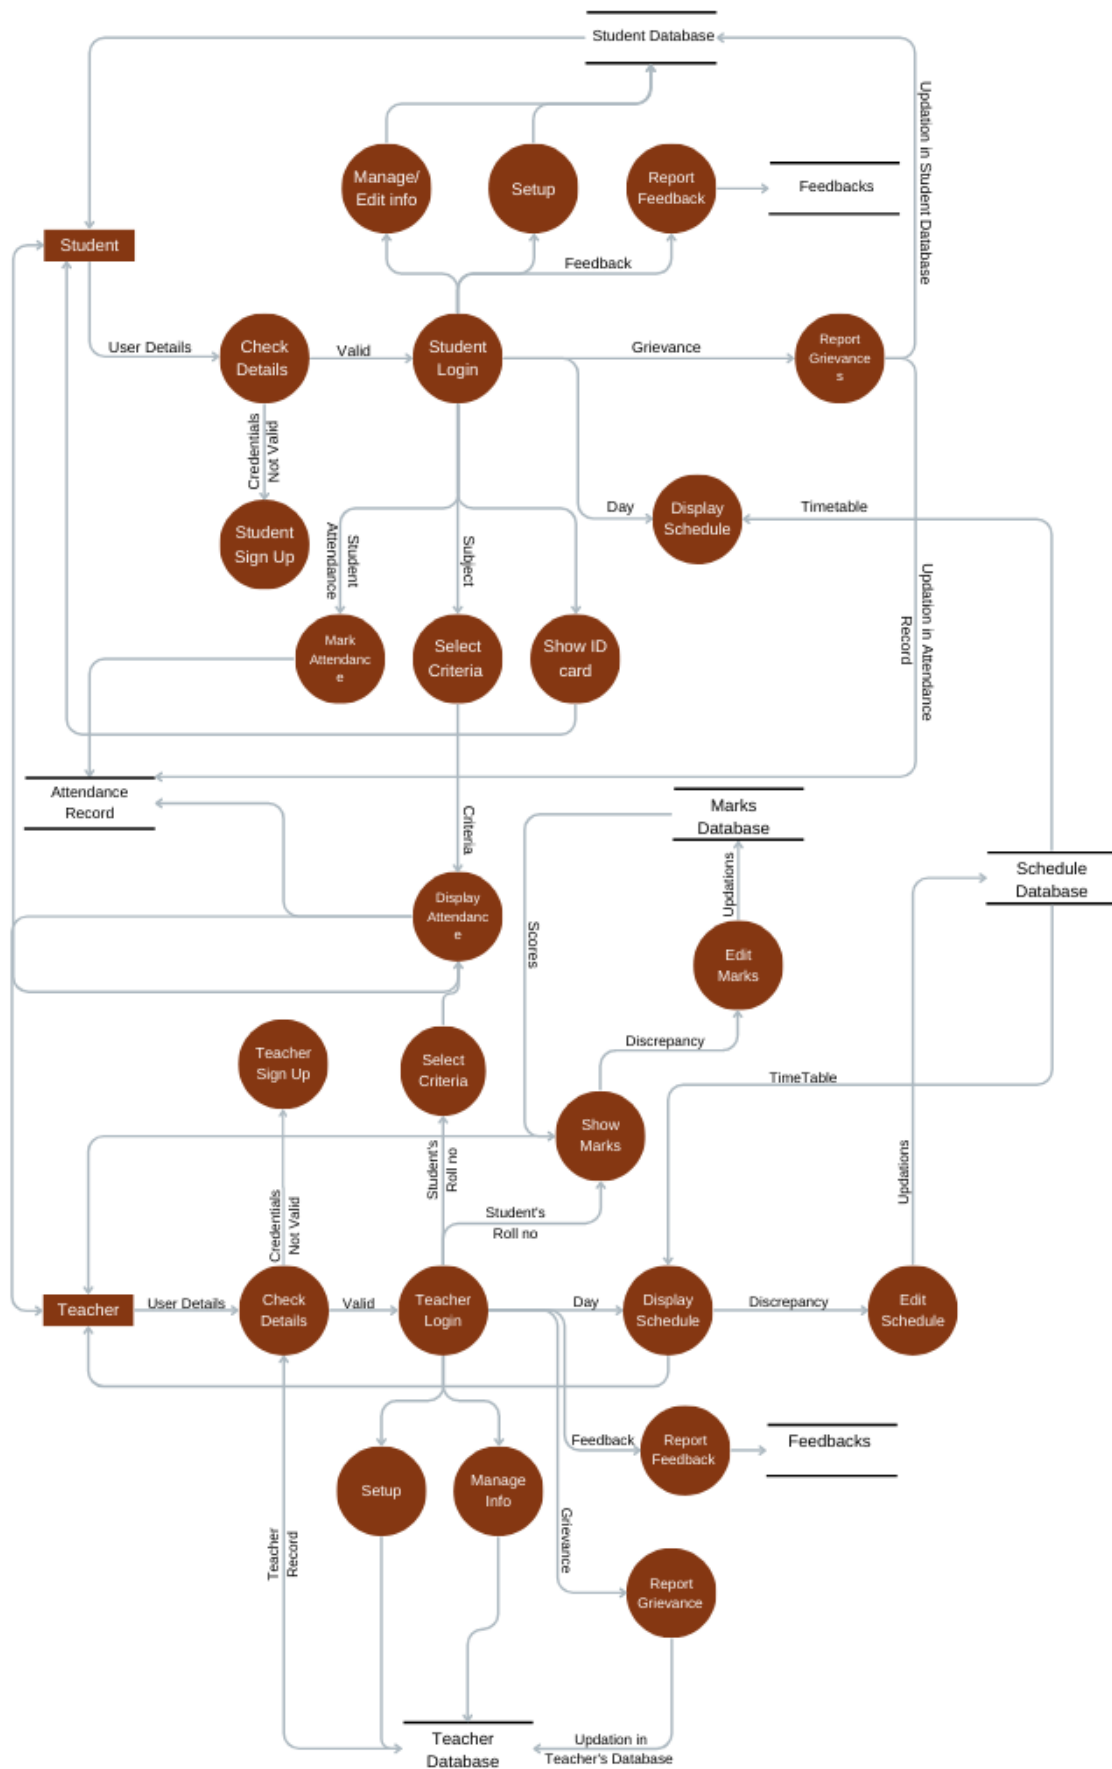 Student Database
Updation in Student Database
Manage/
Edit info
Setup
Report
Feedback
Feedbacks
Student
Feedback
User Details
Check
Details
Valid
Student
Login
Grievance
Report
Grievance
s
Credentials
Not Valid
Day
Display
Schedule
Timetable
Student
Sign Up
Student
Attendance
Subject
Updation in Attendance
Record
Mark
Attendanc
e
Select
Criteria
Show ID
card
Attendance
Record
Criteria
Marks
Database
Updations
Schedule
Database
Display
Attendanc
e
Scores
Edit
Marks
Teacher
Sign Up
Select
Criteria
Discrepancy
TimeTable
Show
Marks
Student's
Roll no
Updations
Credentials
Not Valid
Student's
Roll no
Teacher
User Details
Check
Details
Valid
Teacher
Login
Day
Display
Schedule
Discrepancy
Edit
Schedule
Feedback
Report
Feedback
Feedbacks
Setup
Manage
Info
Grievance
Teacher
Record
Report
Grievance
Teacher
Database
Updation in
Teacher's Database